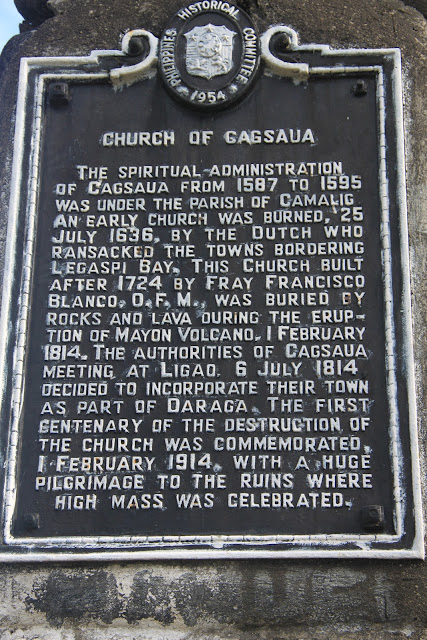 PHILIPPINES HISTORICAL COMMITTEE
1954
CHURCH OF CAGSAUA
THE SPIRITUAL ADMINISTRATION
OF CAGSAUA FROM 1587 TO 1595
WAS UNDER THE PARISH OF CAMALIG.
AN EARLY CHURCH WAS BURNED, 25
JULY 1636, BY THE DUTCH WHO
RANSACKED THE TOWNS BORDERING
LEGASPI BAY. THIS CHURCH BUILT
AFTER 1724 BY FRAY FRANCISCO
BLANCO, O.F.M., WAS BURIED BY
ROCKS AND LAVA DURING THE ERUP-
TION OF MAYON VOLCANO, 1 FEBRUARY
1814. THE AUTHORITIES OF CAGSAUA
MEETING AT LIGAO, 6 JULY 1814
DECIDED TO INCORPORATE THEIR TOWN
AS PART OF DARAGA. THE FIRST
CENTENARY OF THE DESTRUCTION OF
THE CHURCH WAS COMMEMORATED,
1 FEBRUARY 1914, WITH A HUGE
PILGRIMAGE TO THE RUINS WHERE
HIGH MASS WAS CELEBRATED.